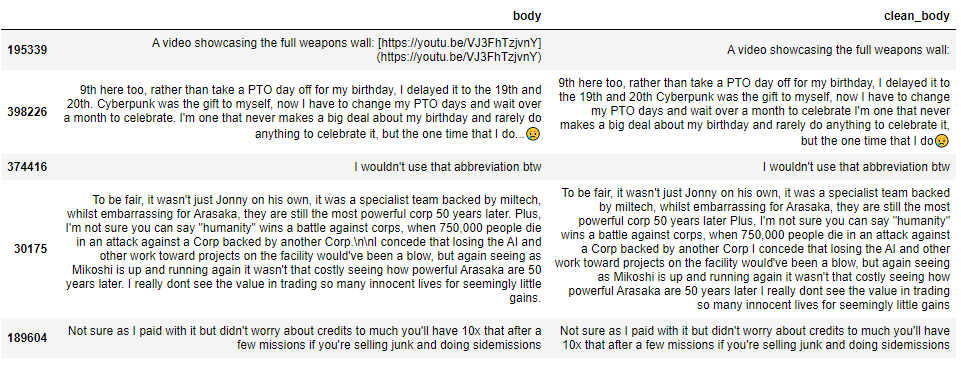 body clean_body
195339 A video showcasing the full weapons wall: [https://youtu.be/VJ3FhTzjvnY] A video showcasing the full weapons wall:
(https://youtu.be/VJ3FhTzjvnY)
398226
9th here too, rather than take a PTO day off for my birthday, I delayed it to the 19th and
20th. Cyberpunk was the gift to myself, now I have to change my PTO days and wait over
a month to celebrate. I'm one that never makes a big deal about my birthday and rarely do
anything to celebrate it, but the one time that I do...😥
9th here too, rather than take a PTO day off for my birthday, I delayed it to
the 19th and 20th Cyberpunk was the gift to myself, now I have to change
my PTO days and wait over a month to celebrate I'm one that never
makes a big deal about my birthday and rarely do anything to celebrate it,
but the one time that I do😥
374416 I wouldn't use that abbreviation btw I wouldn't use that abbreviation btw
30175
To be fair, it wasn't just Jonny on his own, it was a specialist team backed by miltech,
whilst embarrassing for Arasaka, they are still the most powerful corp 50 years later. Plus,
I'm not sure you can say "humanity" wins a battle against corps, when 750,000 people die
in an attack against a Corp backed by another Corp.\n\nI concede that losing the AI and
other work toward projects on the facility would've been a blow, but again seeing as
Mikoshi is up and running again it wasn't that costly seeing how powerful Arasaka are 50
years later. I really dont see the value in trading so many innocent lives for seemingly little
gains.
To be fair, it wasn't just Jonny on his own, it was a specialist team backed
by miltech, whilst embarrassing for Arasaka, they are still the most
powerful corp 50 years later Plus, I'm not sure you can say "humanity"
wins a battle against corps, when 750,000 people die in an attack against
a Corp backed by another Corp I concede that losing the AI and other
work toward projects on the facility would've been a blow, but again seeing
as Mikoshi is up and running again it wasn't that costly seeing how
powerful Arasaka are 50 years later I really dont see the value in trading
so many innocent lives for seemingly little gains
189604
Not sure as I paid with it but didn't worry about credits to much you'll have 10x that after a
few missions if you're selling junk and doing sidemissions
Not sure as I paid with it but didn't worry about credits to much you'll have
10x that after a few missions if you're selling junk and doing sidemissions